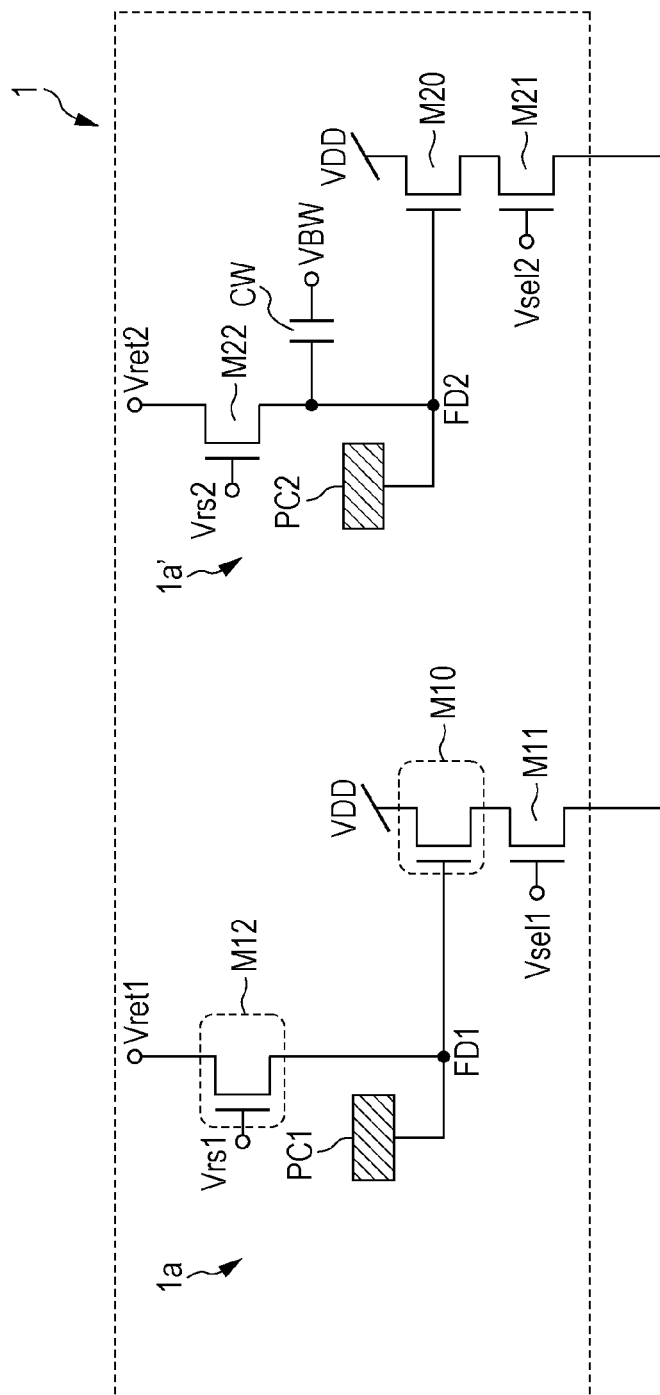 1
1a
Vret1
M12
Vrs1
PC1
FD1
VDD
M10
M11
Vsel1
1a'
Vret2
M22
Vrs2
CW
VBW
PC2
FD2
VDD
M20
M21
Vsel2